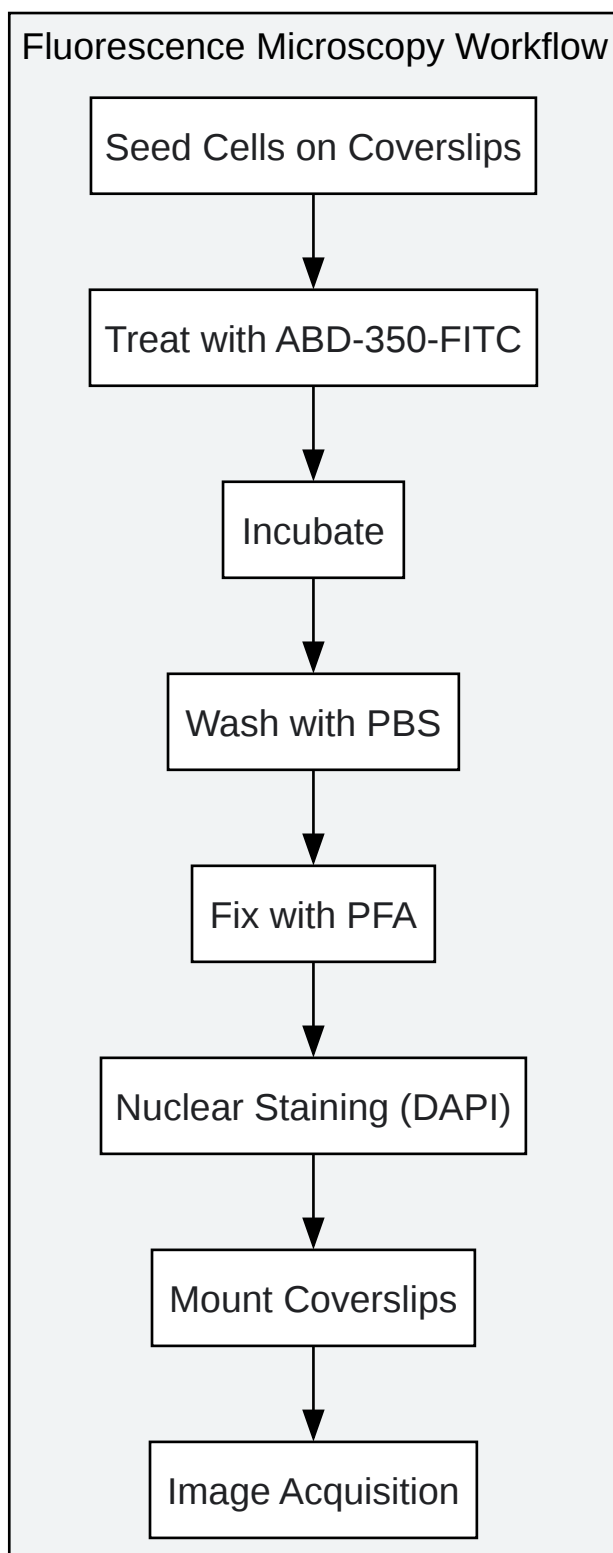 Fluorescence Microscopy Workflow
Seed Cells on Coverslips
Treat with ABD-350-FITC
Incubate
Wash with PBS
Fix with PFA
Nuclear Staining (DAPI)
Mount Coverslips
Image Acquisition